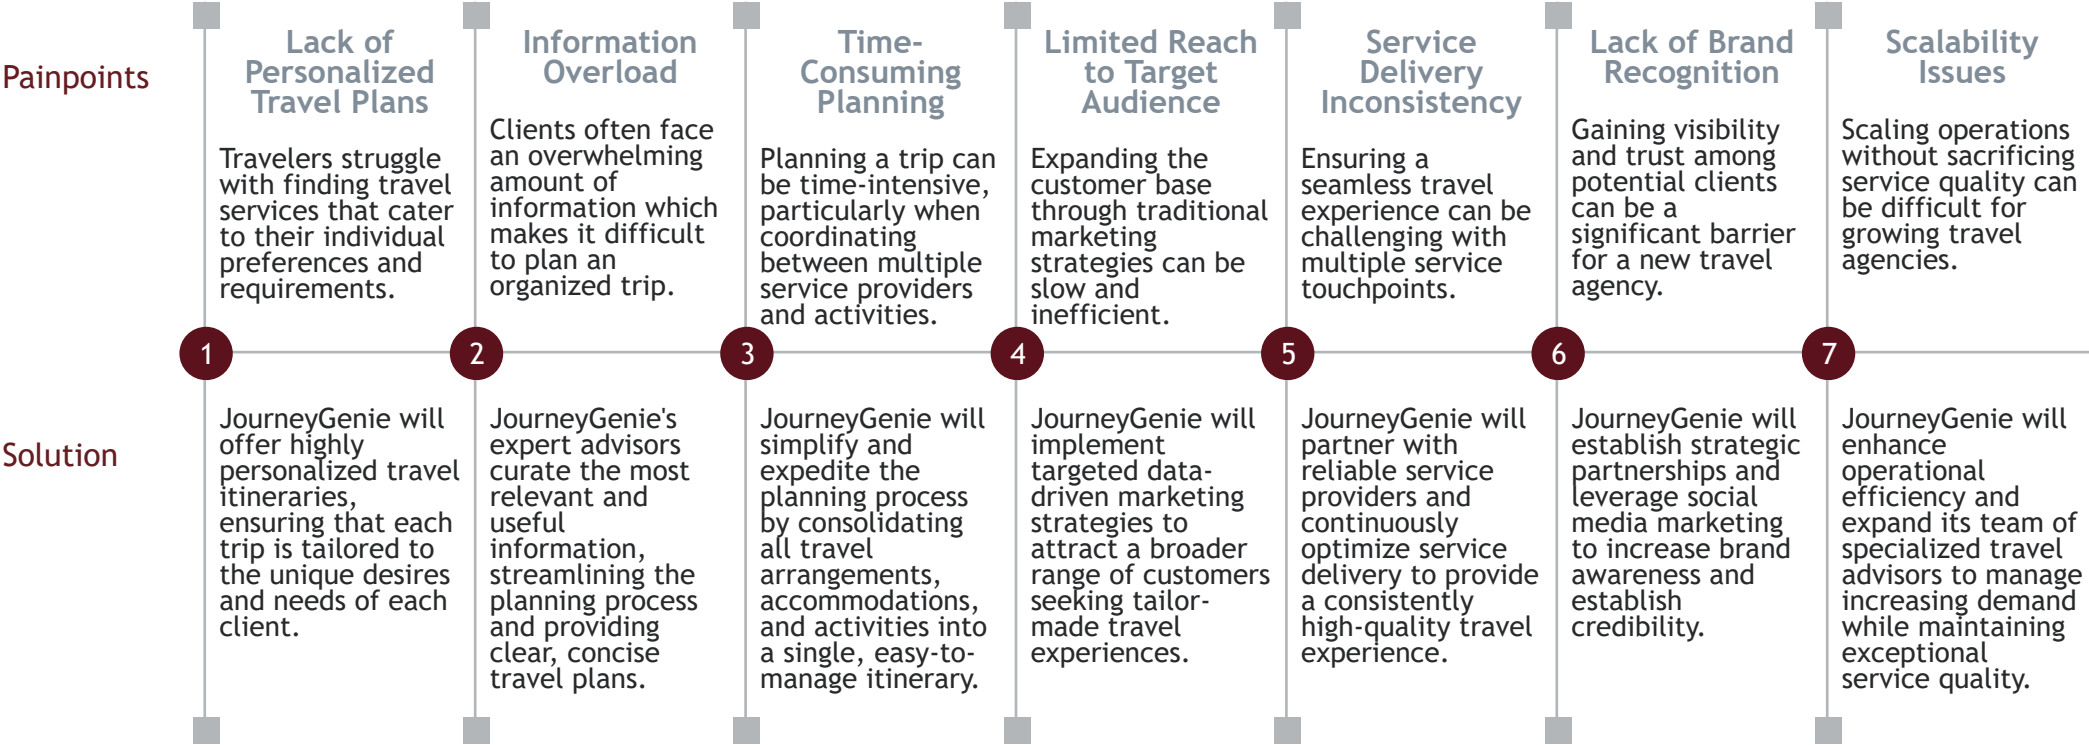 Painpoints
Lack of
Personalized
Travel Plans
Travelers struggle
with finding travel
services that cater
to their individual
preferences and
requirements.
Information
Overload
Clients often face
an overwhelming
amount of
information which
makes it difficult
to plan an
organized trip.
Time-
Consuming
Planning
Planning a trip can
be time-intensive,
particularly when
coordinating
between multiple
service providers
and activities.
Limited Reach
to Target
Audience
Expanding the
customer base
through traditional
marketing
strategies can be
slow and
inefficient.
Service
Delivery
Inconsistency
Ensuring a
seamless travel
experience can be
challenging with
multiple service
touchpoints.
Lack of Brand
Recognition
Gaining visibility
and trust among
potential clients
can be a
significant barrier
for a new travel
agency.
Scalability
Issues
Scaling operations
without sacrificing
service quality can
be difficult for
growing travel
agencies.
1
2
3
4
5
6
7
Solution
JourneyGenie will
offer highly
personalized travel
itineraries,
ensuring that each
trip is tailored to
the unique desires
and needs of each
client.
JourneyGenie's
expert advisors
curate the most
relevant and
useful
information,
streamlining the
planning process
and providing
clear, concise
travel plans.
JourneyGenie will
simplify and
expedite the
planning process
by consolidating
all travel
arrangements,
accommodations,
and activities into
a single, easy-to-
manage itinerary.
JourneyGenie will
implement
targeted data-
driven marketing
strategies to
attract a broader
range of customers
seeking tailor-
made travel
experiences.
JourneyGenie will
partner with
reliable service
providers and
continuously
optimize service
delivery to provide
a consistently
high-quality travel
experience.
JourneyGenie will
establish strategic
partnerships and
leverage social
media marketing
to increase brand
awareness and
establish
credibility.
JourneyGenie will
enhance
operational
efficiency and
expand its team of
specialized travel
advisors to manage
increasing demand
while maintaining
exceptional
service quality.